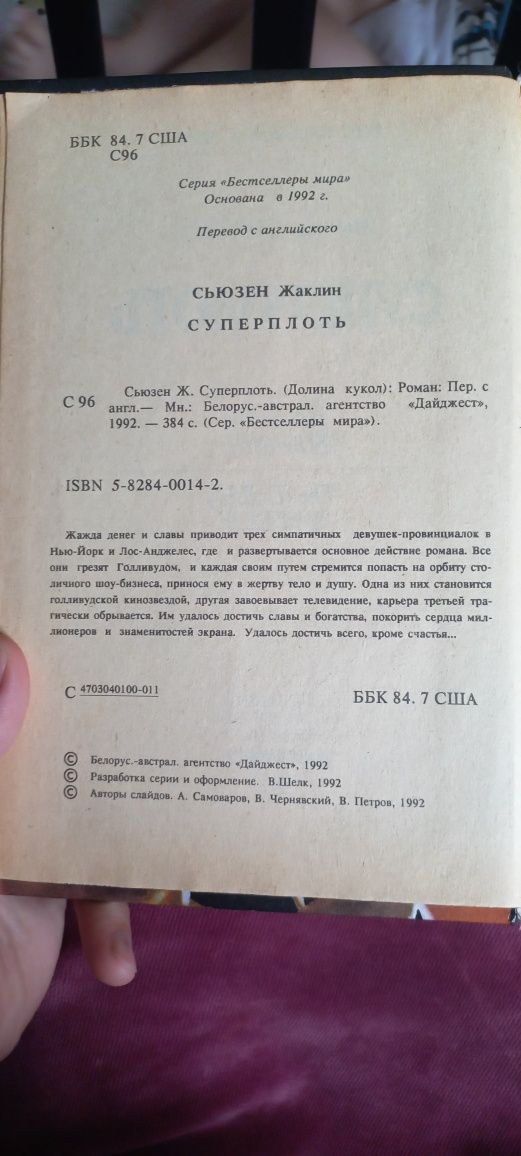 ББК 84. 7 США
С96
Серия «Бестселлеры мира»
Основана в 1992 г.
Перевод с английского
СЬЮЗЕН Жаклин
СУПЕРПЛОТЬ
С 96
Сьюзен Ж. Суперплоть. (Долина кукол): Роман: Пер. с
англ.— Мн.: Белорус.-австрал. агентство «Дайджест»,
1992. — 384 с. (Сер. «Бестселлеры мира»).
ISBN 5-8284-0014-2.
Жажда денег и славы приводит трех симпатичных девушек-провинциалок в
Нью-Йорк и Лос-Анджелес, где и развертывается основное действие романа. Все
они грезят Голливудом, и каждая своим путем стремится попасть на орбиту сто-
личного шоу-бизнеса, принося ему в жертву тело и душу. Одна из них становится
голливудской кинозвездой, другая завоевывает телевидение, карьера третьей тра-
гически обрывается. Им удалось достичь славы и богатства, покорить сердца мил-
лионеров и знаменитостей экрана. Удалось достичь всего, кроме счастья...
С 4703040100-011
ББК 84. 7 США
© Белорус.-австрал. агентство «Дайджест», 1992
© Разработка серии и оформление. В.Шелк, 1992
© Авторы слайдов. А. Самоваров, В. Чернявский, В. Петров, 1992